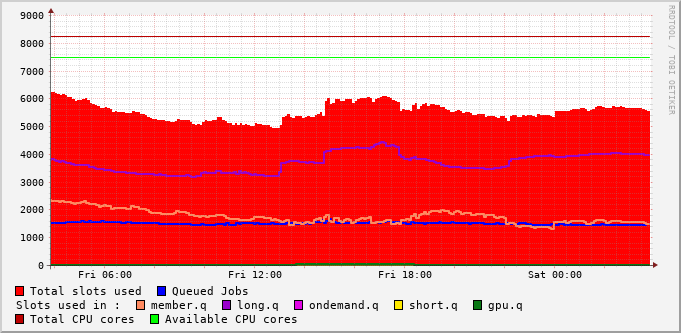 9000
8000
7000
6000
5000
4000
3000
2000
1000
0
Fri 06:00 Fri 12:00 Fri 18:00 Sat 00:00
Total slots used Queued Jobs
Slots used in : member.q long.q ondemand.q short.q gpu.q
Total CPU cores Available CPU cores
RRDTOOL / TOBI OETIKER